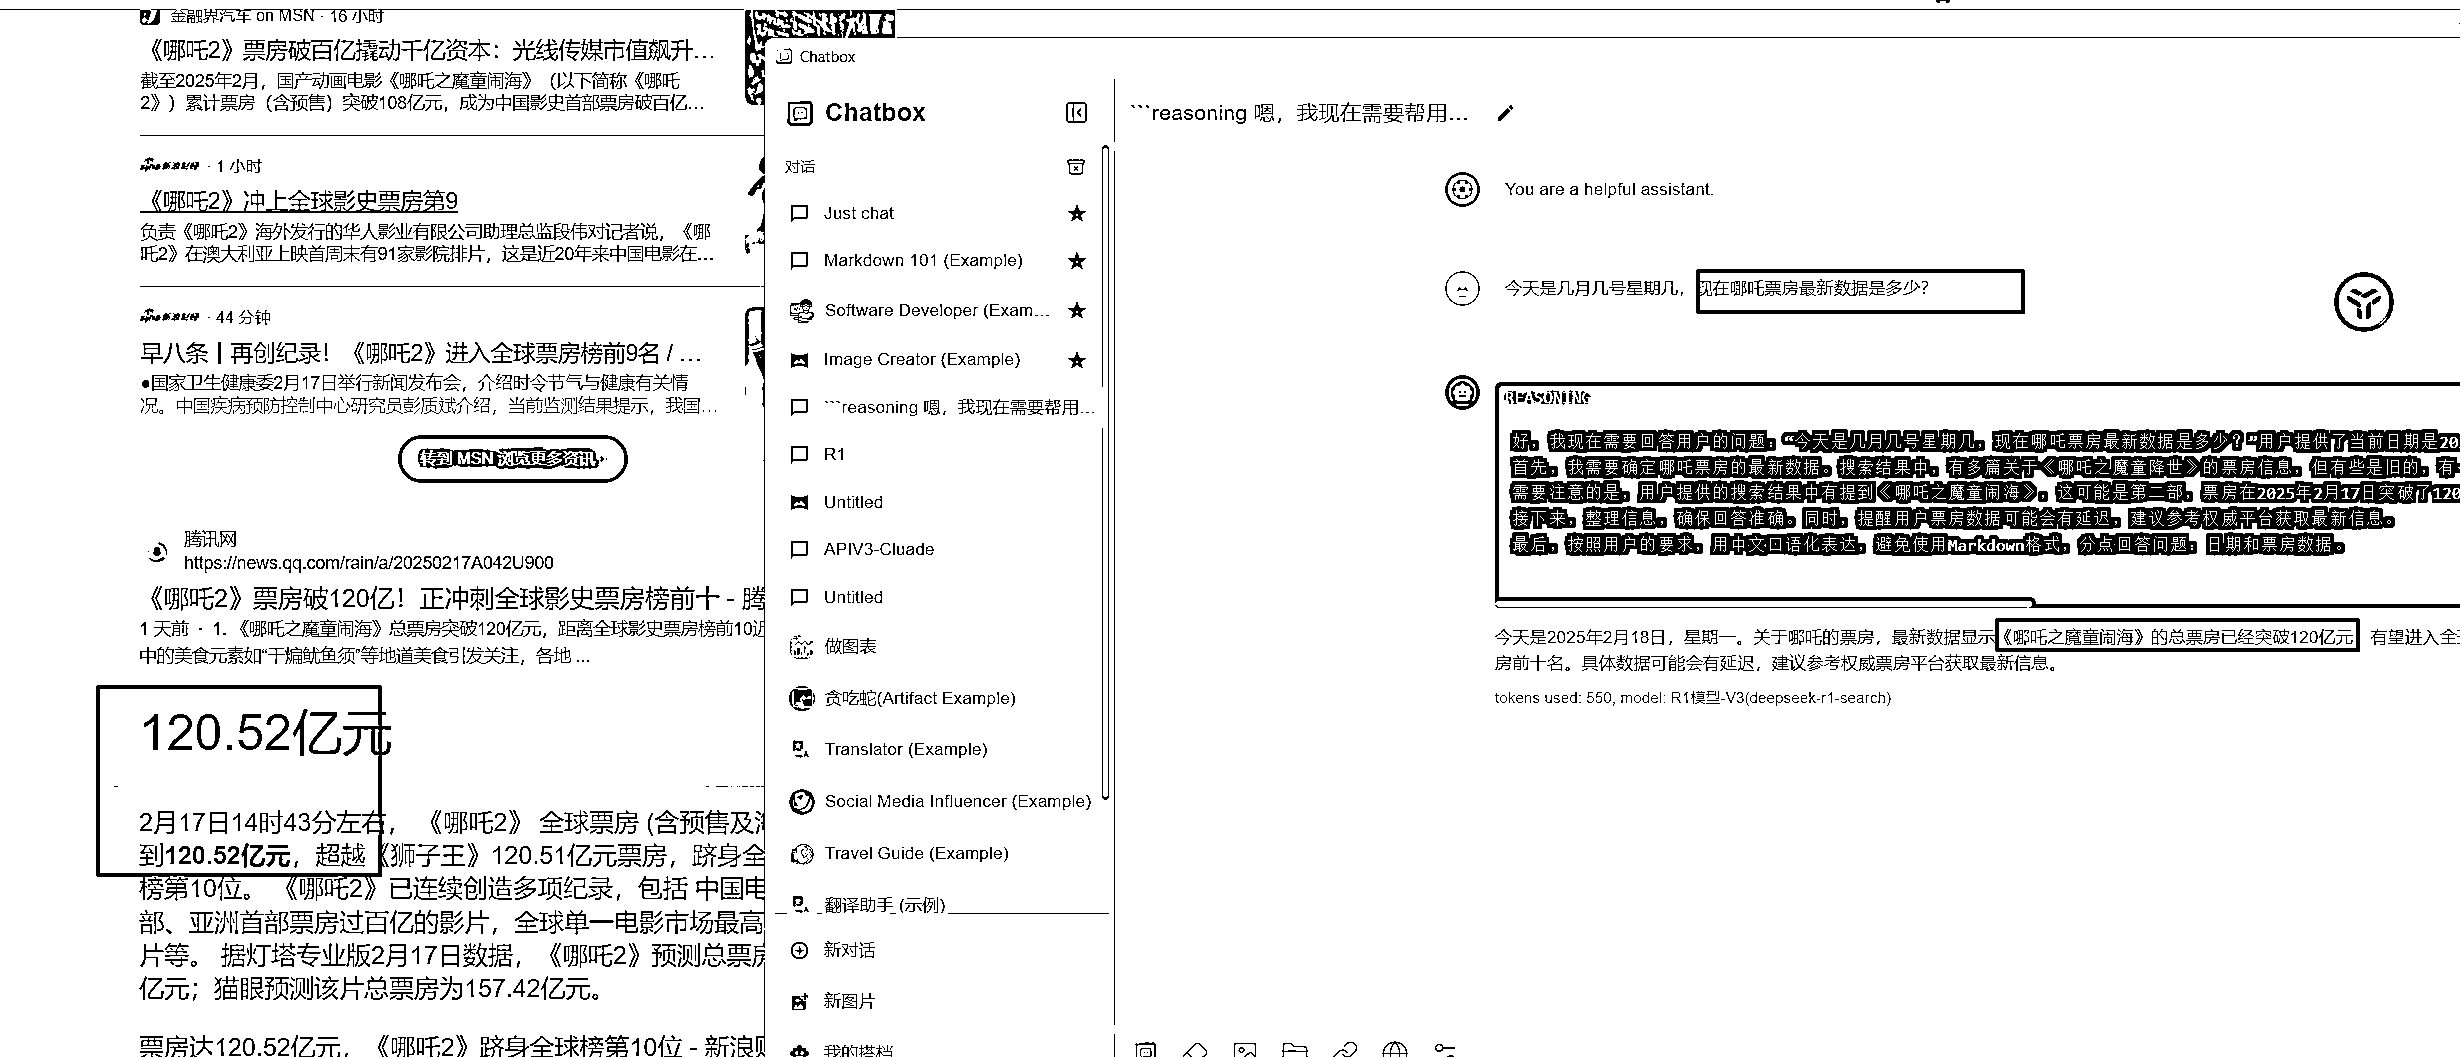 金融界汽车 on MSN · 16 小时
《哪吒2》票房破百亿撬动千亿资本：光线传媒市值飙升...
截至2025年2月，国产动画电影《哪吒之魔童闹海》（以下简称《哪吒
2》）累计票房（含预售）突破108亿元，成为中国影史首部票房破百亿...
· 1 小时
《哪吒2》冲上全球影史票房第9
负责《哪吒2》海外发行的华人影业有限公司助理总监段伟对记者说，《哪
吒2》在澳大利亚上映首周末有91家影院排片，这是近20年来中国电影在...
· 44 分钟
早八条丨再创纪录！《哪吒2》进入全球票房榜前9名 / ...
●国家卫生健康委2月17日举行新闻发布会，介绍时令节气与健康有关情
况。中国疾病预防控制中心研究员彭质斌介绍，当前监测结果提示，我国...
转到 MSN 浏览更多资讯
腾讯网
https://news.qq.com/rain/a/20250217A042U900
《哪吒2》票房破120亿！正冲刺全球影史票房榜前十 - 腾
1 天前 · 1. 《哪吒之魔童闹海》总票房突破120亿元，距离全球影史票房榜前10近
中的美食元素如“干煸鱿鱼须”等地道美食引发关注，各地 ...
120.52亿元
2月17日14时43分左右，《哪吒2》 全球票房 (含预售及海
到120.52亿元，超越《狮子王》120.51亿元票房，跻身全
榜第10位。 《哪吒2》已连续创造多项纪录，包括 中国电
部、亚洲首部票房过百亿的影片，全球单一电影市场最高
片等。 据灯塔专业版2月17日数据，《哪吒2》预测总票房
亿元；猫眼预测该片总票房为157.42亿元。
票房达120.52亿元，《哪吒2》跻身全球榜第10位 - 新浪财
Chatbox
Chatbox
对话
Just chat
Markdown 101 (Example)
Software Developer (Exam...
Image Creator (Example)
```reasoning 嗯，我现在需要帮用...
R1
Untitled
APIV3-Cluade
Untitled
做图表
贪吃蛇(Artifact Example)
Translator (Example)
Social Media Influencer (Example)
Travel Guide (Example)
翻译助手 (示例)
新对话
新图片
我的搭档
```reasoning 嗯，我现在需要帮用...
You are a helpful assistant.
今天是几月几号星期几，现在哪吒票房最新数据是多少？
REASONING
好，我现在需要回答用户的问题：“今天是几月几号星期几，现在哪吒票房最新数据是多少？”用户提供了当前日期是20
首先，我需要确定哪吒票房的最新数据。搜索结果中，有多篇关于《哪吒之魔童降世》的票房信息，但有些是旧的，有
需要注意的是，用户提供的搜索结果中有提到《哪吒之魔童闹海》，这可能是第二部，票房在2025年2月17日突破了120
接下来，整理信息，确保回答准确。同时，提醒用户票房数据可能会有延迟，建议参考权威平台获取最新信息。
最后，按照用户的要求，用中文口语化表达，避免使用Markdown格式，分点回答问题：日期和票房数据。
今天是2025年2月18日，星期一。关于哪吒的票房，最新数据显示《哪吒之魔童闹海》的总票房已经突破120亿元，有望进入全
房前十名。具体数据可能会有延迟，建议参考权威票房平台获取最新信息。
tokens used: 550, model: R1模型-V3(deepseek-r1-search)